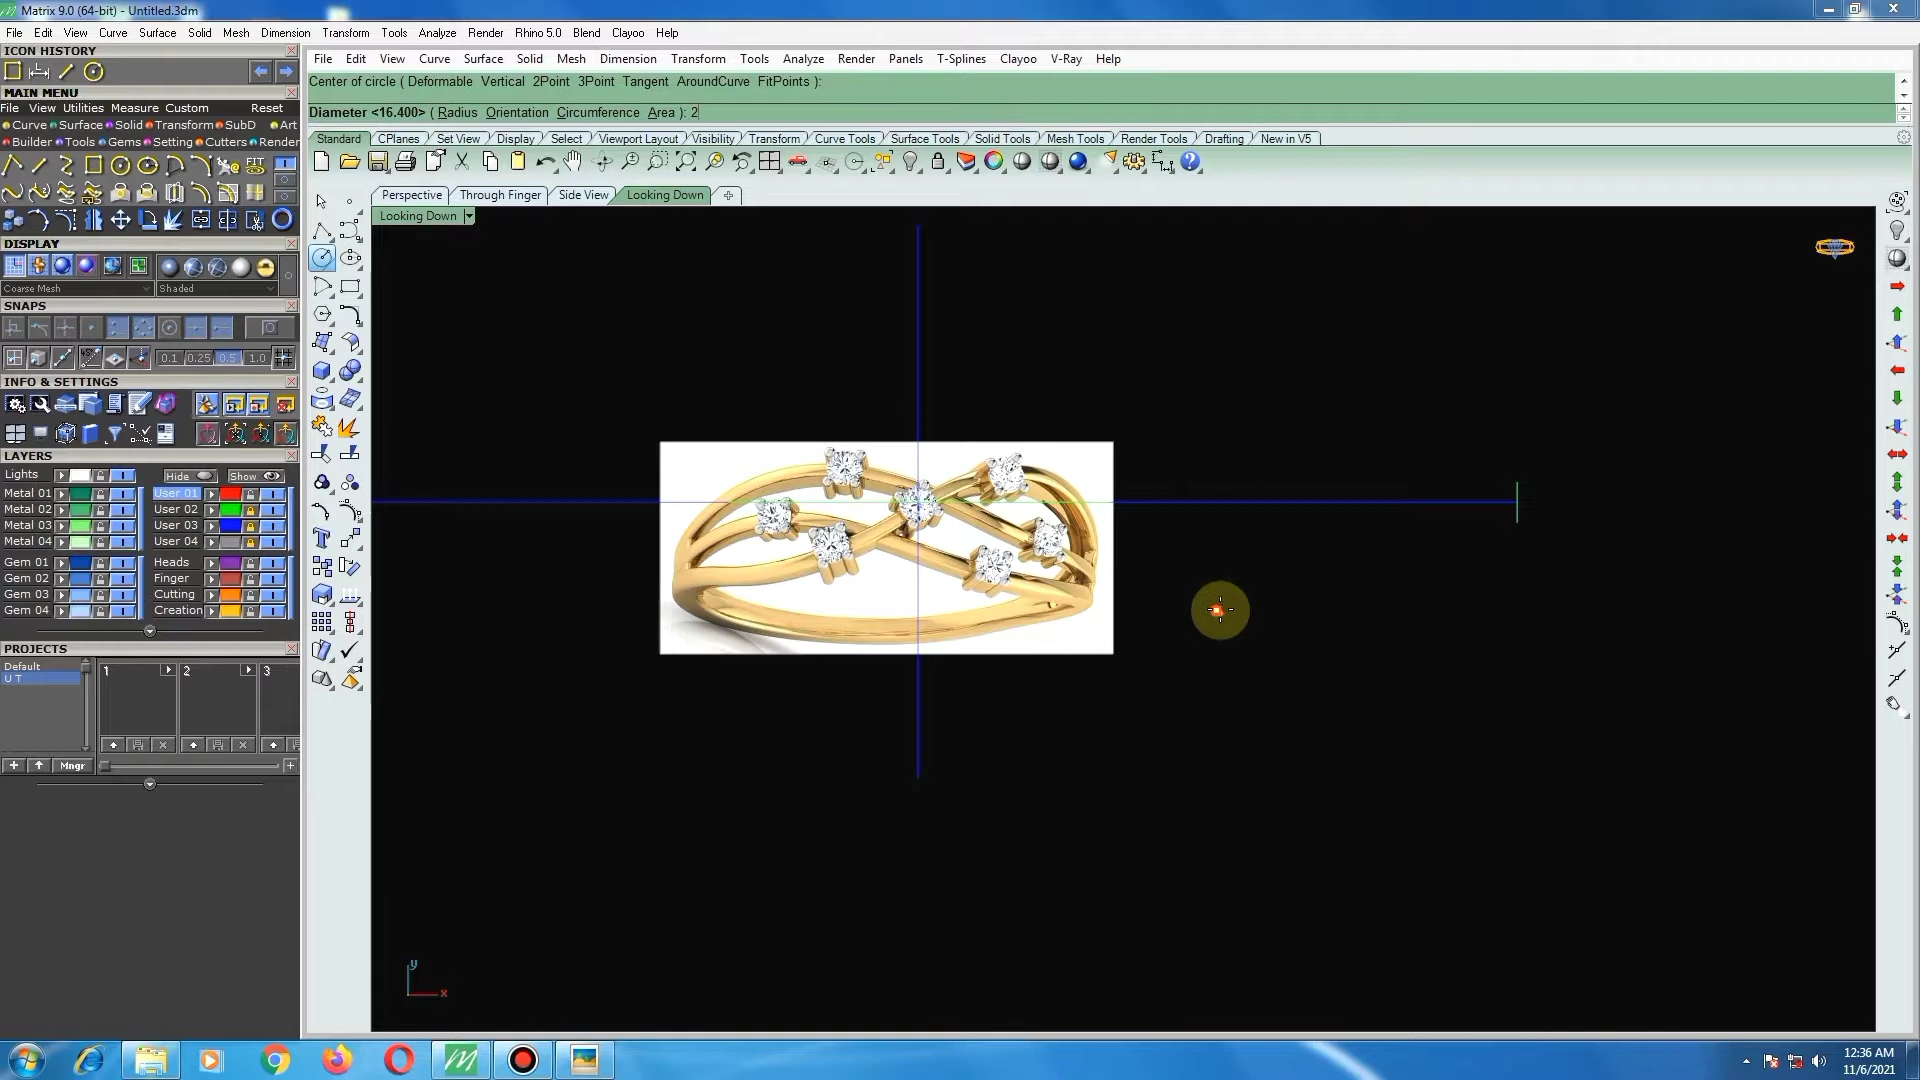 Matrix 9.0 (64-bit) - Untitled.3dm
File Edit View Curve Surface Solid Mesh Dimension Transform Tools Analyze Render Rhino 5.0 Blend Clayoo Help
ICON HISTORY
MAIN MENU
File View Utilities Measure Custom Reset
Curve Surface Solid Transform SubD Art
Builder Tools Gems Setting Cutters Render
FIT
DISPLAY
Coarse Mesh Shaded
SNAPS
0.1 0.25 0.5 1.0
INFO & SETTINGS
LAYERS
Lights Hide Show
Metal 01 User 01
Metal 02 User 02
Metal 03 User 03
Metal 04 User 04
Gem 01 Heads
Gem 02 Finger
Gem 03 Cutting
Gem 04 Creation
PROJECTS
Default
U T
1 2 3
Mngr
File Edit View Curve Surface Solid Mesh Dimension Transform Tools Analyze Render Panels T-Splines Clayoo V-Ray Help
Center of circle ( Deformable Vertical 2Point 3Point Tangent AroundCurve FitPoints ):
Diameter <16.400> ( Radius Orientation Circumference Area ): 2
Standard CPlanes Set View Display Select Viewport Layout Visibility Transform Curve Tools Surface Tools Solid Tools Mesh Tools Render Tools Drafting New in V5
Perspective Through Finger Side View Looking Down
Looking Down
y
x
12:36 AM
11/6/2021